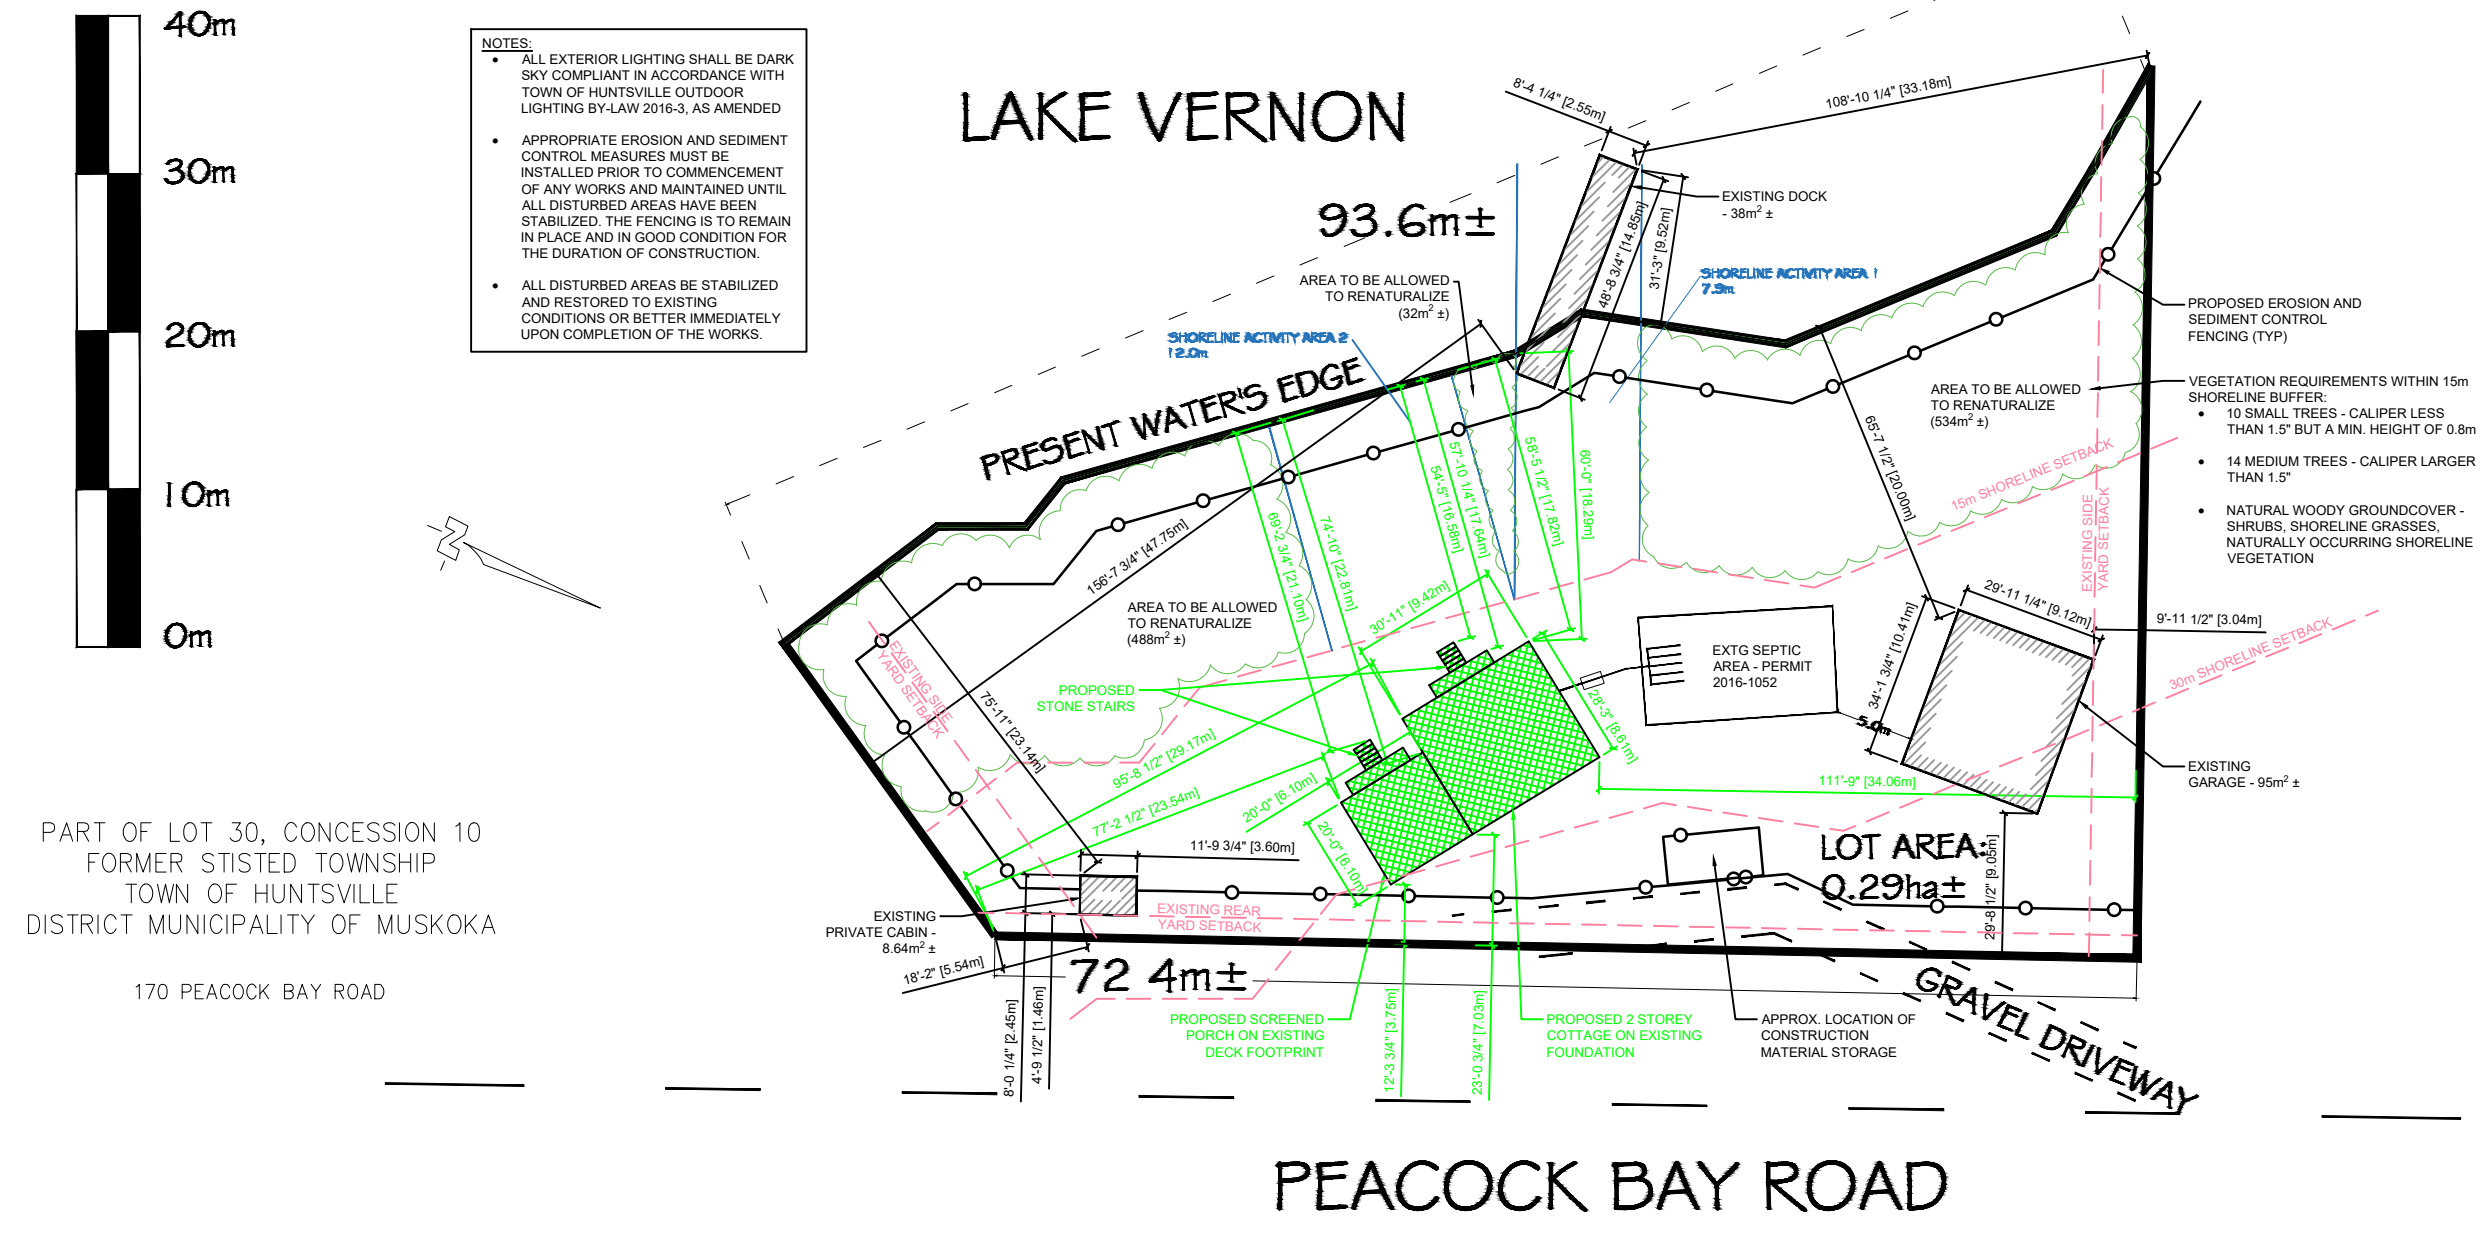 40m
30m
20m
10m
0m
NOTES:
• ALL EXTERIOR LIGHTING SHALL BE DARK
SKY COMPLIANT IN ACCORDANCE WITH
TOWN OF HUNTSVILLE OUTDOOR
LIGHTING BY-LAW 2016-3, AS AMENDED
• APPROPRIATE EROSION AND SEDIMENT
CONTROL MEASURES MUST BE
INSTALLED PRIOR TO COMMENCEMENT
OF ANY WORKS AND MAINTAINED UNTIL
ALL DISTURBED AREAS HAVE BEEN
STABILIZED. THE FENCING IS TO REMAIN
IN PLACE AND IN GOOD CONDITION FOR
THE DURATION OF CONSTRUCTION.
• ALL DISTURBED AREAS BE STABILIZED
AND RESTORED TO EXISTING
CONDITIONS OR BETTER IMMEDIATELY
UPON COMPLETION OF THE WORKS.
LAKE VERNON
93.6m±
8'-4 1/4" [2.55m]
108'-10 1/4" [33.18m]
EXISTING DOCK
- 38m² ±
48'-8 3/4" [14.85m]
31'-3" [9.52m]
AREA TO BE ALLOWED
TO RENATURALIZE
(32m² ±)
SHORELINE ACTIVITY AREA 1
7.9m
SHORELINE ACTIVITY AREA 2
12.0m
PRESENT WATER'S EDGE
PROPOSED EROSION AND
SEDIMENT CONTROL
FENCING (TYP)
VEGETATION REQUIREMENTS WITHIN 15m
SHORELINE BUFFER:
• 10 SMALL TREES - CALIPER LESS
THAN 1.5" BUT A MIN. HEIGHT OF 0.8m
• 14 MEDIUM TREES - CALIPER LARGER
THAN 1.5"
• NATURAL WOODY GROUNDCOVER -
SHRUBS, SHORELINE GRASSES,
NATURALLY OCCURRING SHORELINE
VEGETATION
AREA TO BE ALLOWED
TO RENATURALIZE
(534m² ±)
65'-7 1/2" [20.00m]
15m SHORELINE SETBACK
EXISTING SIDE
YARD SETBACK
69'-2 3/4" [21.10m]
74'-10" [22.81m]
54'-5" [16.58m]
57'-10 1/4" [17.64m]
58'-5 1/2" [17.82m]
60'-0" [18.29m]
156'-7 3/4" [47.75m]
30'-11" [9.42m]
AREA TO BE ALLOWED
TO RENATURALIZE
(488m² ±)
EXISTING SIDE
YARD SETBACK
75'-11" [23.14m]
PROPOSED
STONE STAIRS
EXTG SEPTIC
AREA - PERMIT
2016-1052
29'-11 1/4" [9.12m]
34'-1 3/4" [10.41m]
9'-11 1/2" [3.04m]
30m SHORELINE SETBACK
5.0m
28'-3" [8.61m]
95'-8 1/2" [29.17m]
77'-2 1/2" [23.54m]
20'-0" [6.10m]
20'-0" [6.10m]
111'-9" [34.06m]
EXISTING
GARAGE - 95m² ±
PART OF LOT 30, CONCESSION 10
FORMER STISTED TOWNSHIP
TOWN OF HUNTSVILLE
DISTRICT MUNICIPALITY OF MUSKOKA
170 PEACOCK BAY ROAD
11'-9 3/4" [3.60m]
LOT AREA:
0.29ha±
29'-8 1/2" [9.05m]
EXISTING
PRIVATE CABIN -
8.64m² ±
EXISTING REAR
YARD SETBACK
18'-2" [5.54m]
72 4m±
8'-0 1/4" [2.45m]
4'-9 1/2" [1.46m]
PROPOSED SCREENED
PORCH ON EXISTING
DECK FOOTPRINT
12'-3 3/4" [3.75m]
23'-0 3/4" [7.03m]
PROPOSED 2 STOREY
COTTAGE ON EXISTING
FOUNDATION
APPROX. LOCATION OF
CONSTRUCTION
MATERIAL STORAGE
GRAVEL DRIVEWAY
PEACOCK BAY ROAD